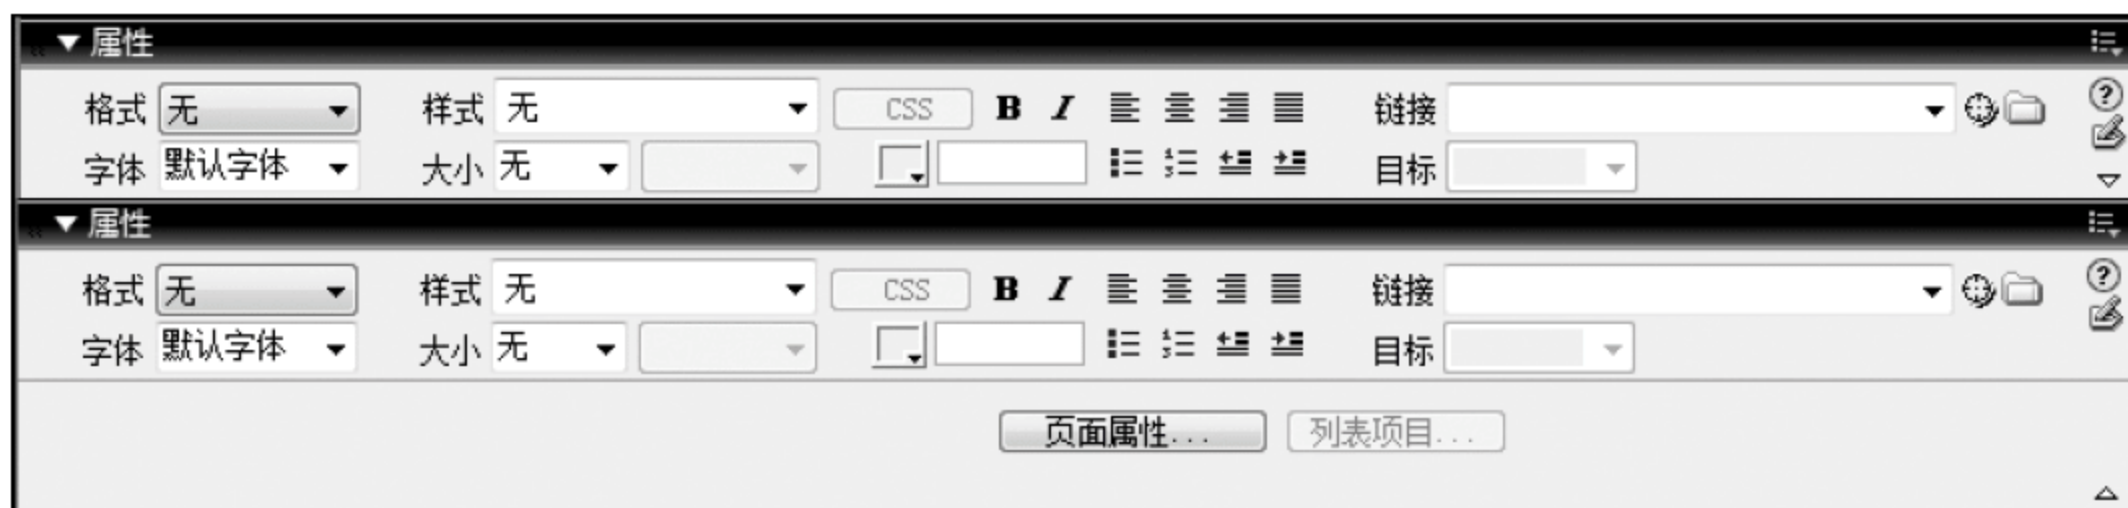 属性
格式 无 样式 无 CSS B I 链接
字体 默认字体 大小 无 目标
属性
格式 无 样式 无 CSS B I 链接
字体 默认字体 大小 无 目标
页面属性... 列表项目...